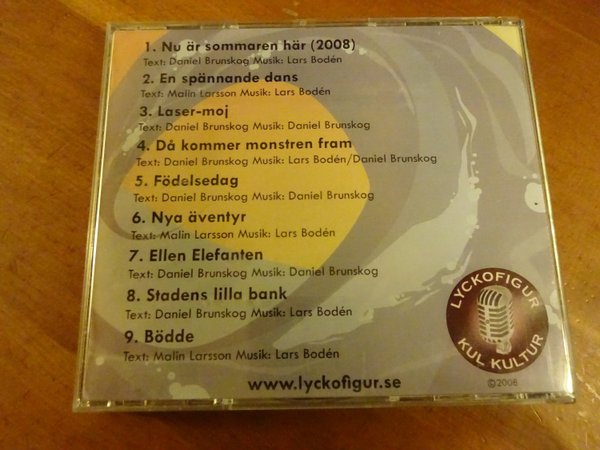 1. Nu är sommaren här (2008)
Text: Daniel Brunskog Musik: Lars Bodén
2. En spännande dans
Text: Malin Larsson Musik: Lars Bodén
3. Laser-moj
Text: Daniel Brunskog Musik: Daniel Brunskog
4. Då kommer monstren fram
Text: Daniel Brunskog Musik: Lars Bodén/Daniel Brunskog
5. Födelsedag
Text: Daniel Brunskog Musik: Daniel Brunskog
6. Nya äventyr
Text: Malin Larsson Musik: Lars Bodén
7. Ellen Elefanten
Text: Daniel Brunskog Musik: Daniel Brunskog
8. Stadens lilla bank
Text: Daniel Brunskog Musik: Lars Bodén
9. Bödde
Text: Malin Larsson Musik: Lars Bodén
www.lyckofigur.se
LYCKOFIGUR
KUL KULTUR
©2008